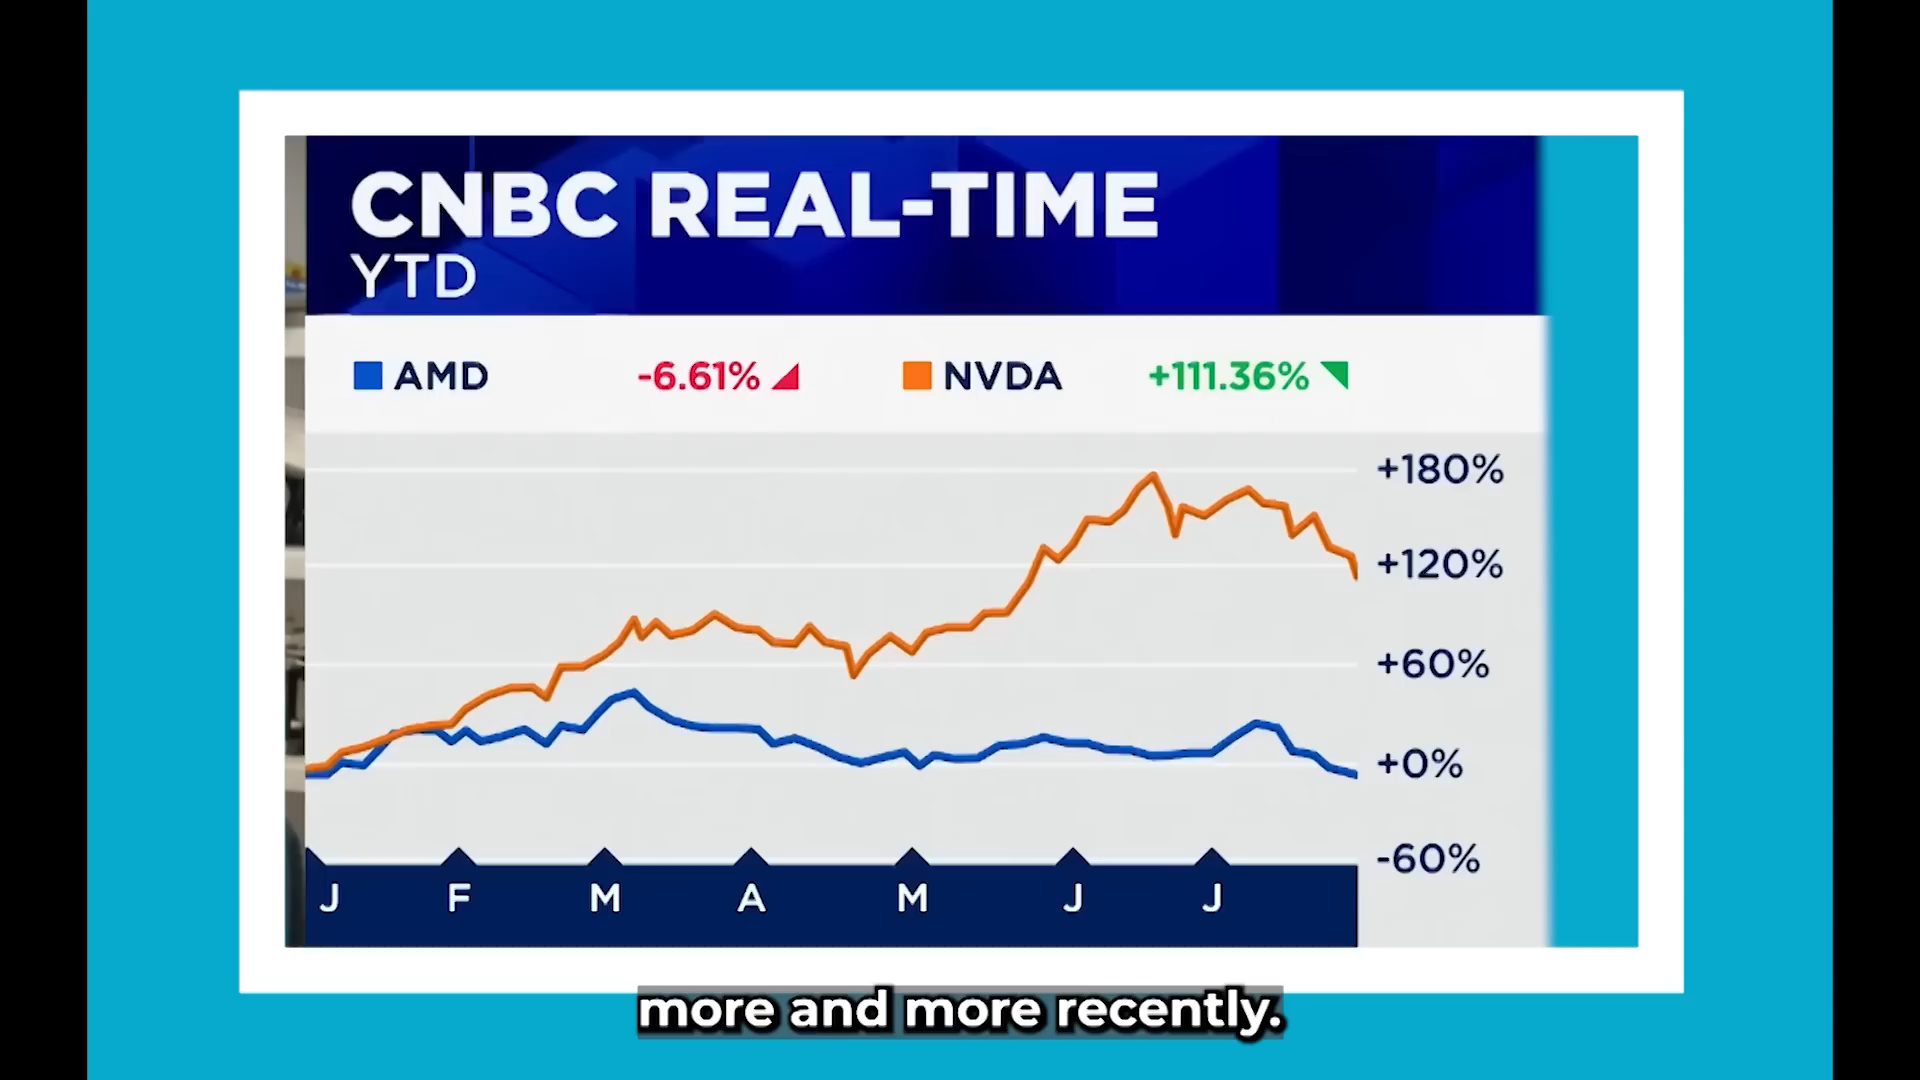 CNBC REAL-TIME
YTD
AMD -6.61% NVDA +111.36%
+180%
+120%
+60%
+0%
-60%
J F M A M J J
more and more recently.